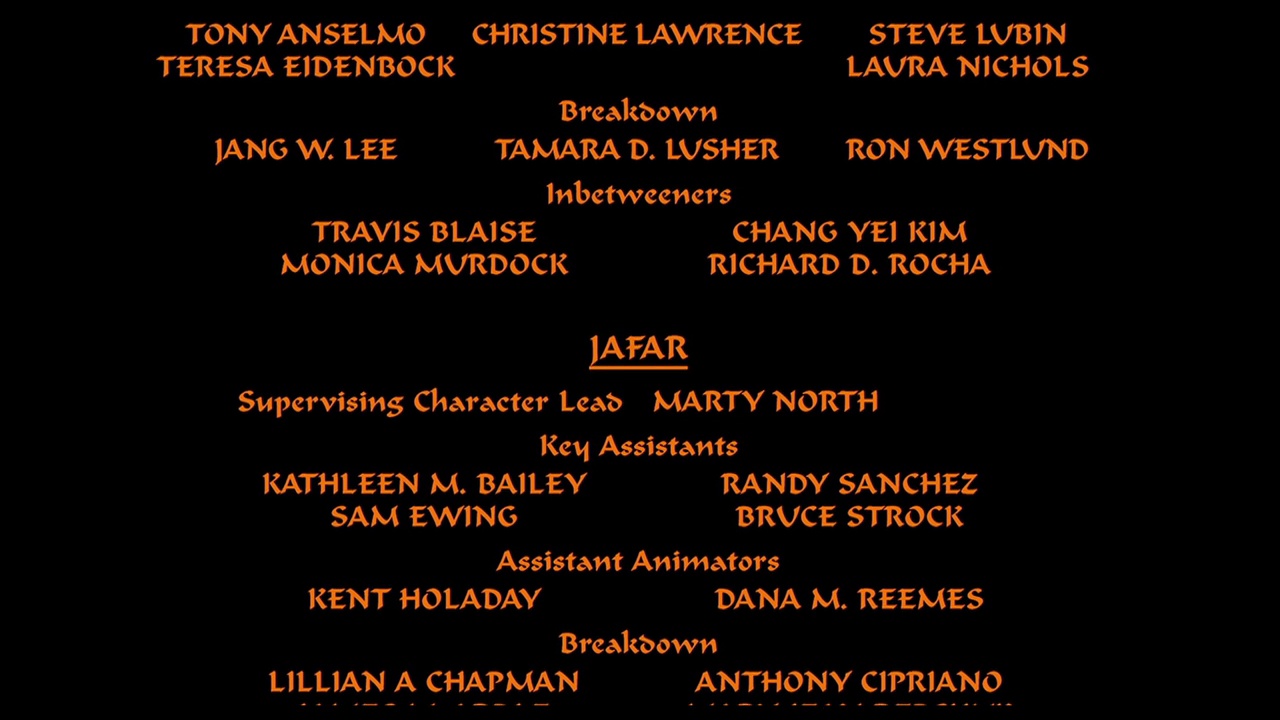 TONY ANSELMO CHRISTINE LAWRENCE STEVE LUBIN
TERESA EIDENBOCK LAURA NICHOLS
Breakdown
JANG W. LEE TAMARA D. LUSHER RON WESTLUND
Inbetweeners
TRAVIS BLAISE CHANG YEI KIM
MONICA MURDOCK RICHARD D. ROCHA
JAFAR
Supervising Character Lead MARTY NORTH
Key Assistants
KATHLEEN M. BAILEY RANDY SANCHEZ
SAM EWING BRUCE STROCK
Assistant Animators
KENT HOLADAY DANA M. REEMES
Breakdown
LILLIAN A CHAPMAN ANTHONY CIPRIANO